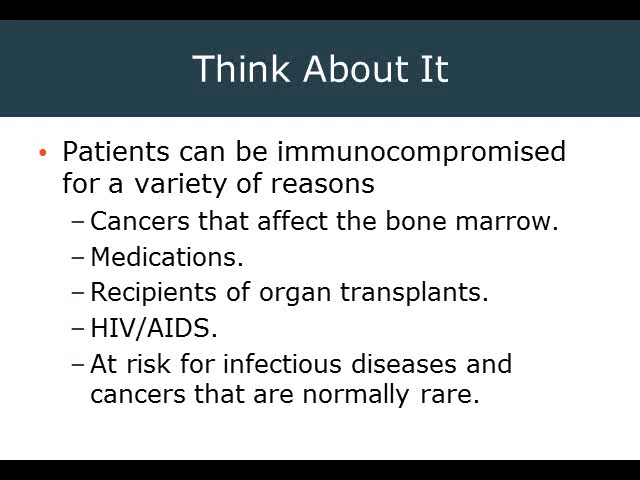 Think About It
• Patients can be immunocompromised
for a variety of reasons
– Cancers that affect the bone marrow.
– Medications.
– Recipients of organ transplants.
– HIV/AIDS.
– At risk for infectious diseases and
cancers that are normally rare.